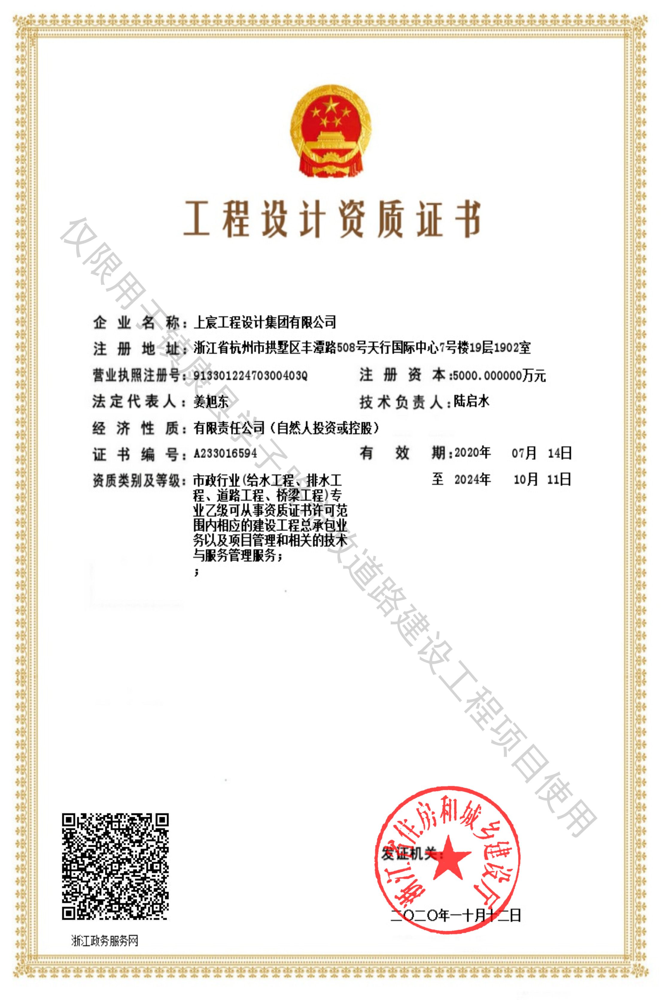 工程设计资质证书
企业名称：上宸工程设计集团有限公司
注册地址：浙江省杭州市拱墅区丰潭路508号天行国际中心7号楼19层1902室
营业执照注册号：91330122470300403Q 注册资本:5000.000000万元
法定代表人：姜旭东 技术负责人:陆启水
经济性质：有限责任公司（自然人投资或控股）
证书编号：A233016594 有效期:2020年 07月 14日
至 2024年 10月 11日
资质类别及等级：市政行业(给水工程、排水工
程、道路工程、桥梁工程)专
业乙级可从事资质证书许可范
围内相应的建设工程总承包业
务以及项目管理和相关的技术
与服务管理服务；
；
仅限用于镇康县学子路市政道路建设工程项目使用
浙江省住房和城乡建设厅
发证机关：
二〇二〇年一十月十二日
浙江政务服务网